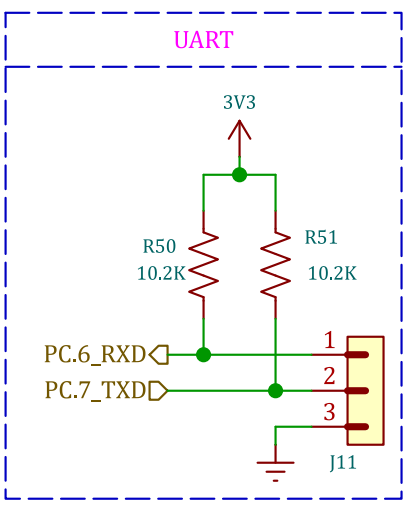 UART
3V3
R50
10.2K
R51
10.2K
PC.6_RXD
1
PC.7_TXD
2
3
J11